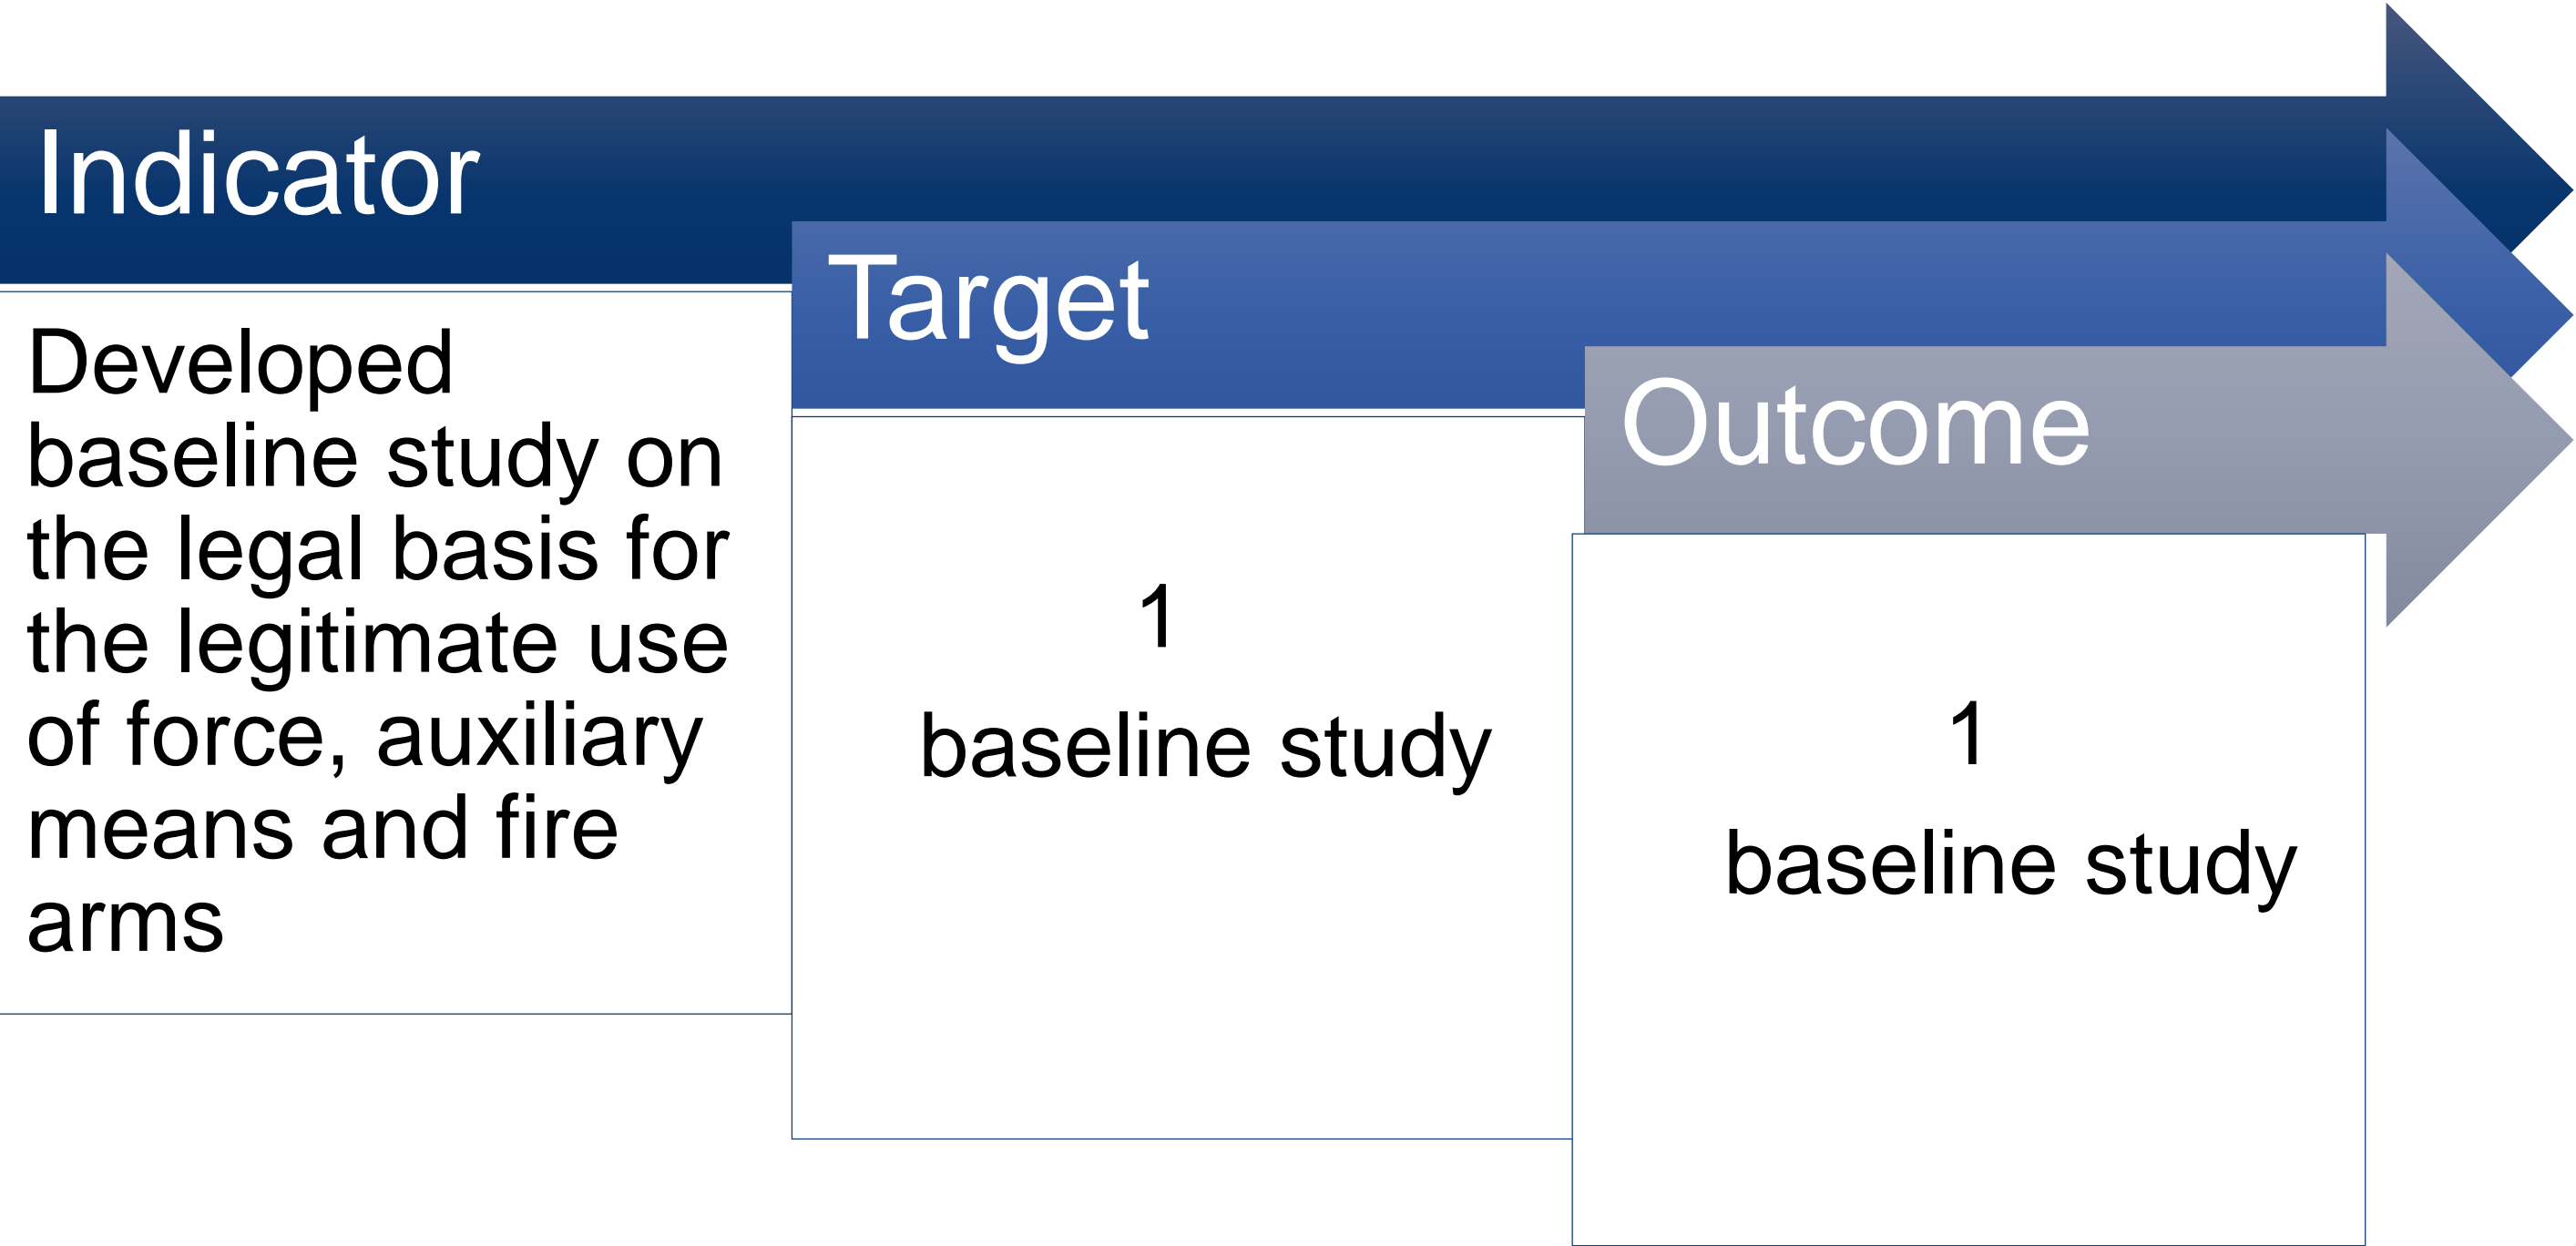 Indicator
Developed
baseline study on
the legal basis for
the legitimate use
of force, auxiliary
means and fire
arms
Target
1
baseline study
Outcome
1
baseline study